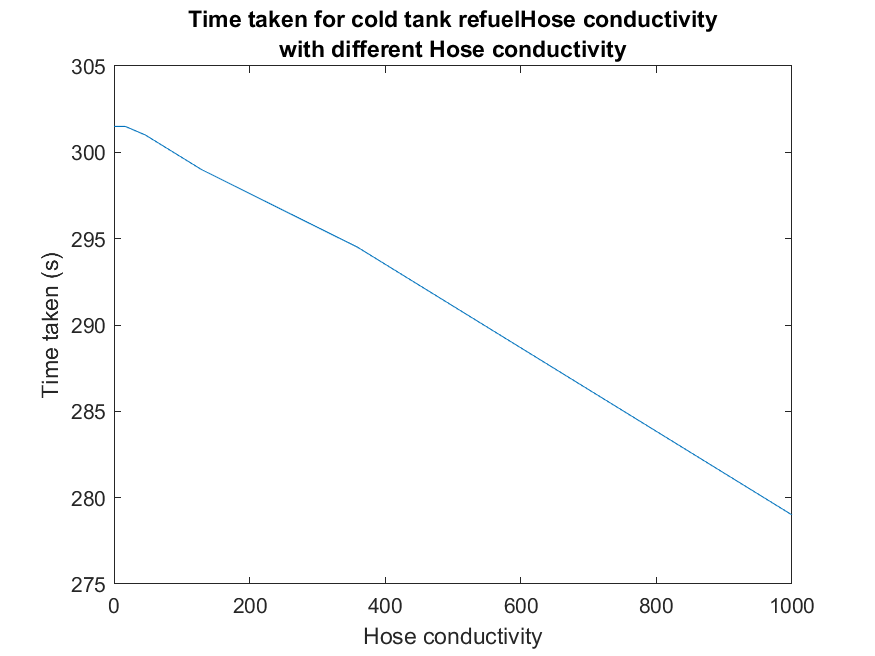 Time taken for cold tank refuelHose conductivity
with different Hose conductivity
305
300
295
290
285
280
275
Time taken (s)
0 200 400 600 800 1000
Hose conductivity